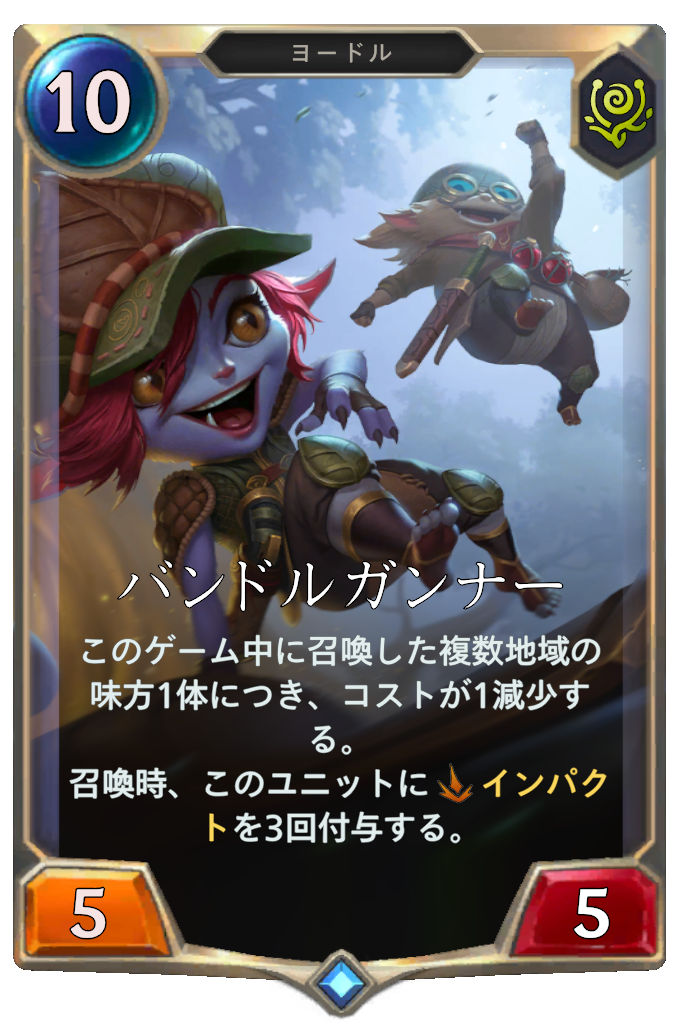 ヨードル
10
バンドルガンナー
このゲーム中に召喚した複数地域の
味方1体につき、コストが1減少す
る。
召喚時、このユニットにインパク
トを3回付与する。
5
5